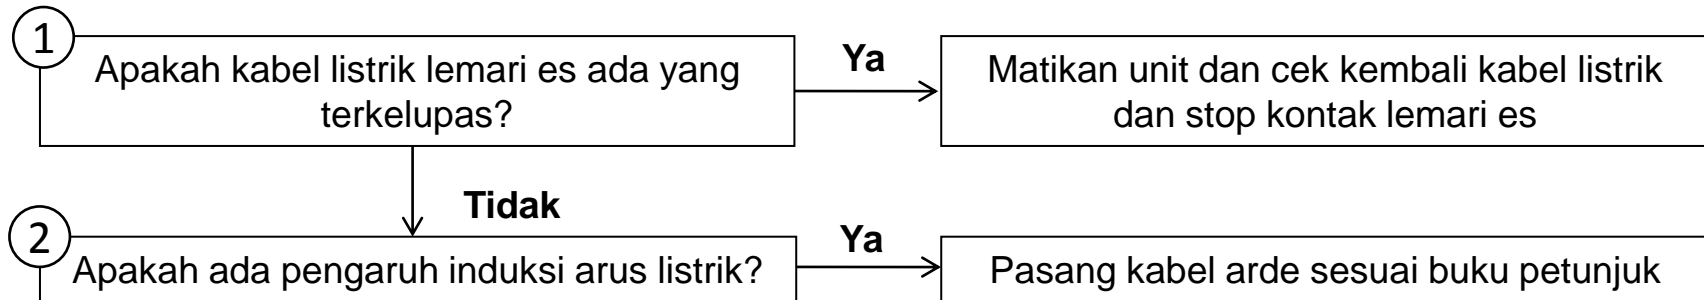 1
Apakah kabel listrik lemari es ada yang
terkelupas?
Ya
Matikan unit dan cek kembali kabel listrik
dan stop kontak lemari es
Tidak
2
Apakah ada pengaruh induksi arus listrik?
Ya
Pasang kabel arde sesuai buku petunjuk